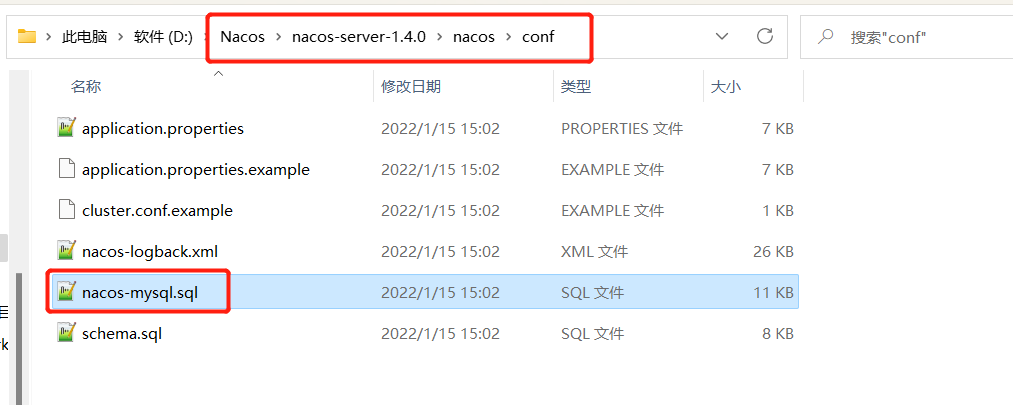 此电脑 软件 (D:) Nacos nacos-server-1.4.0 nacos conf 搜索"conf"
名称 修改日期 类型 大小
application.properties 2022/1/15 15:02 PROPERTIES 文件 7 KB
application.properties.example 2022/1/15 15:02 EXAMPLE 文件 7 KB
cluster.conf.example 2022/1/15 15:02 EXAMPLE 文件 1 KB
nacos-logback.xml 2022/1/15 15:02 XML 文件 26 KB
nacos-mysql.sql 2022/1/15 15:02 SQL 文件 11 KB
schema.sql 2022/1/15 15:02 SQL 文件 8 KB